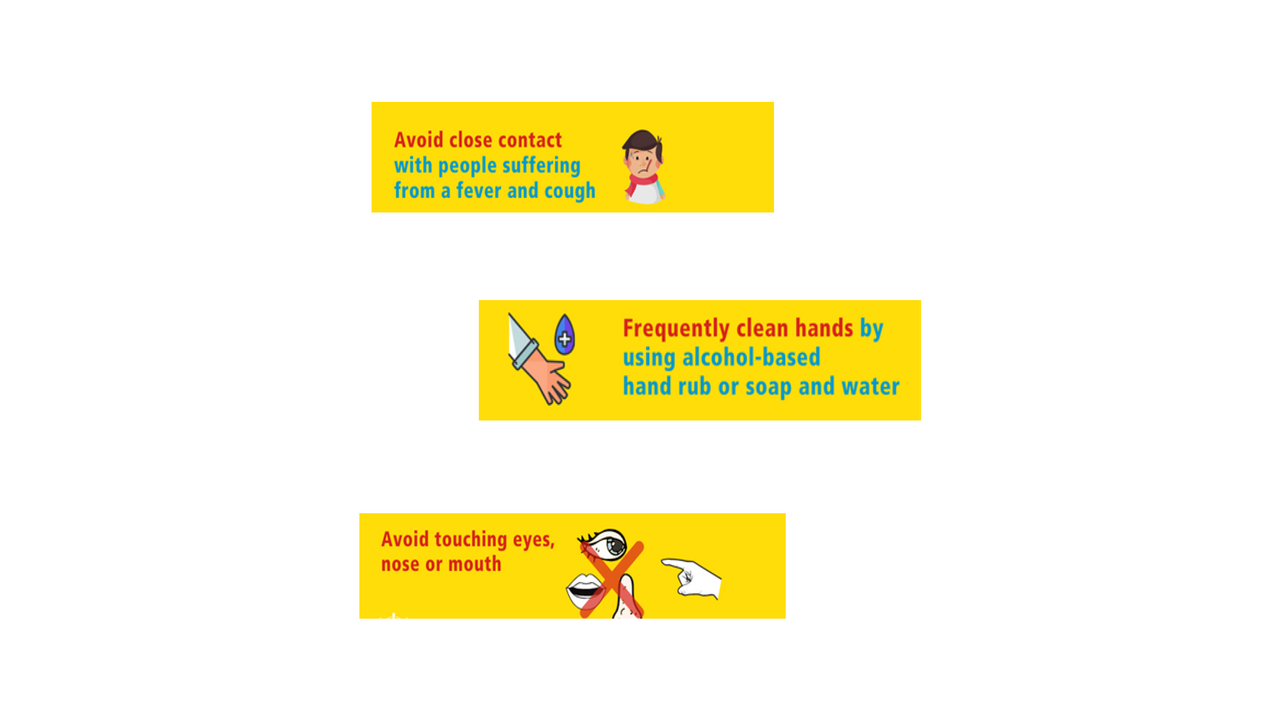 Avoid close contact
with people suffering
from a fever and cough
Frequently clean hands by
using alcohol-based
hand rub or soap and water
Avoid touching eyes,
nose or mouth